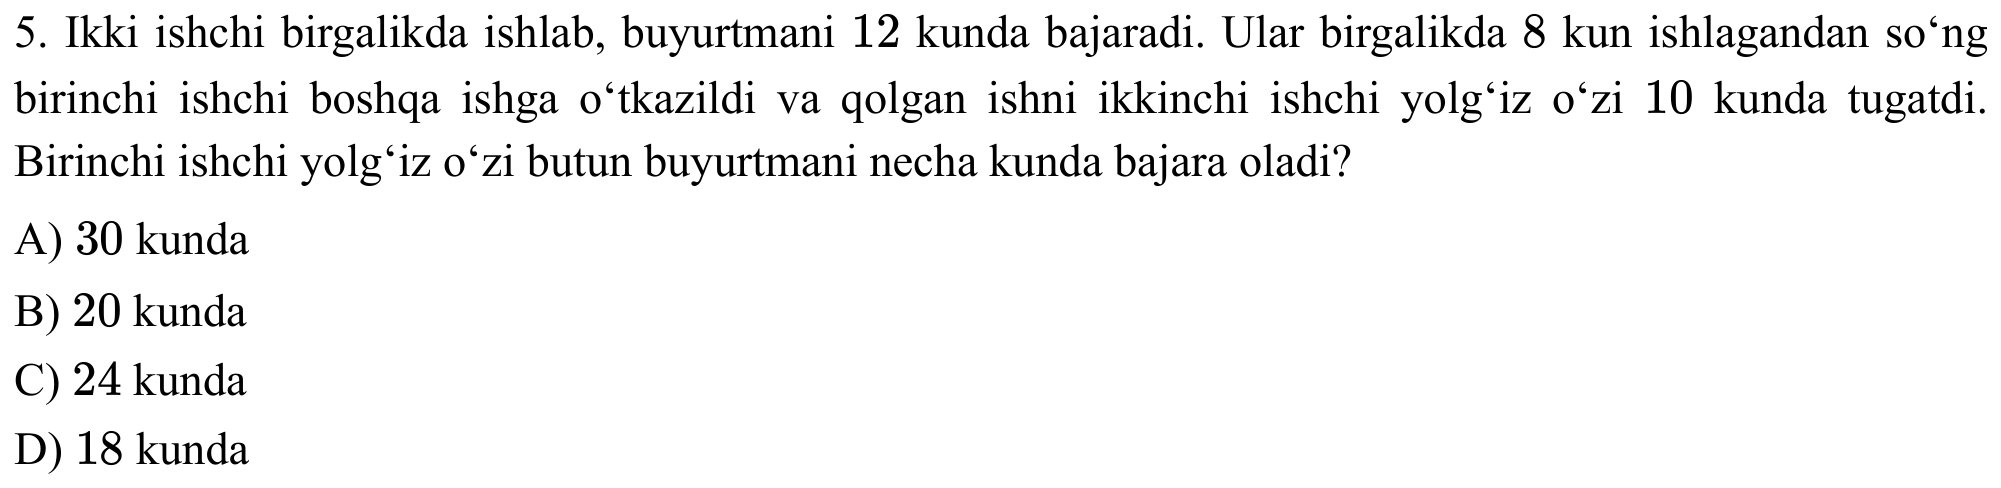 5. Ikki ishchi birgalikda ishlab, buyurtmani 12 kunda bajaradi. Ular birgalikda 8 kun ishlagandan so‘ng
birinchi ishchi boshqa ishga o‘tkazildi va qolgan ishni ikkinchi ishchi yolg‘iz o‘zi 10 kunda tugatdi.
Birinchi ishchi yolg‘iz o‘zi butun buyurtmani necha kunda bajara oladi?
A) 30 kunda
B) 20 kunda
C) 24 kunda
D) 18 kunda